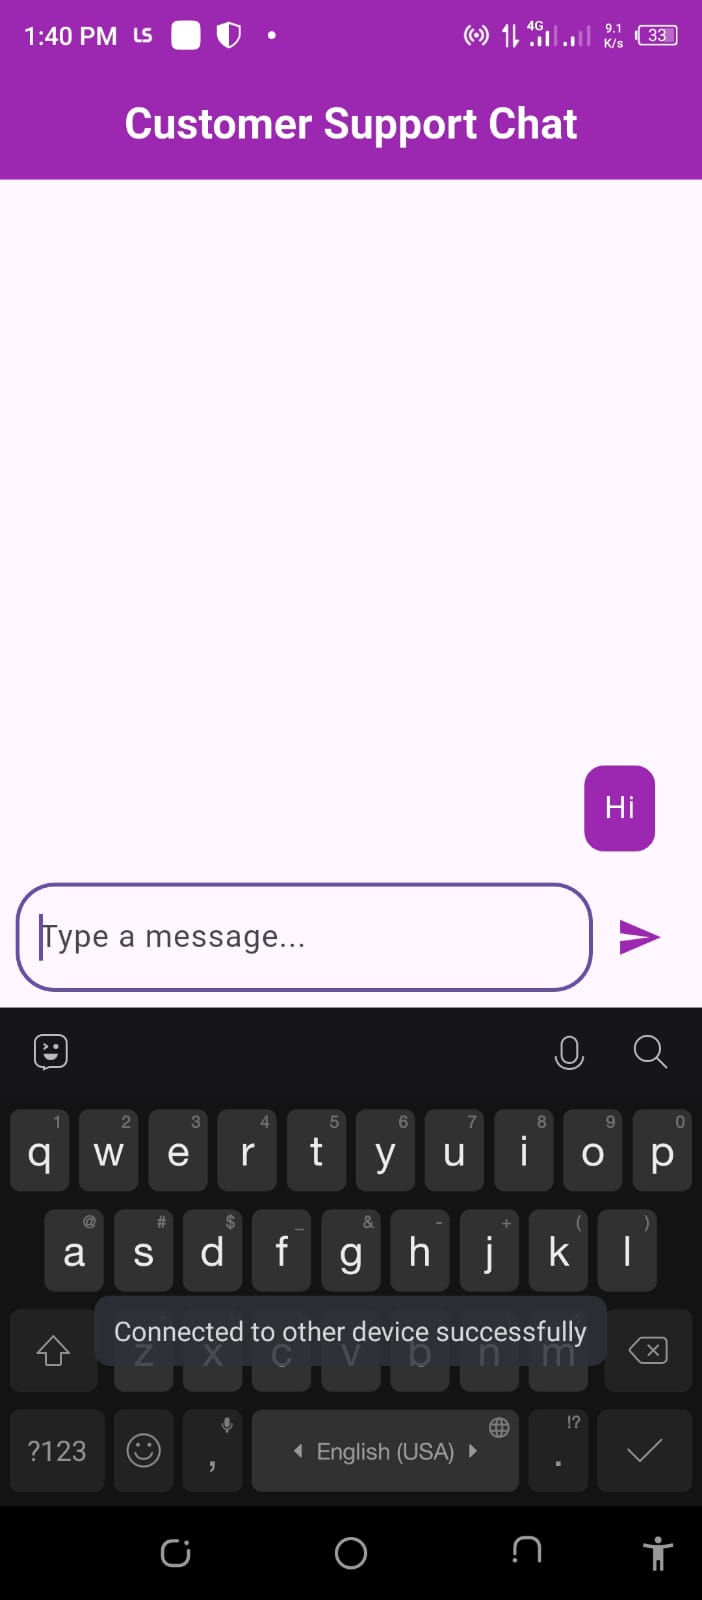 1:40 PM LS 4G 9.1 K/s 33
Customer Support Chat
Hi
Type a message...
1 2 3 4 5 6 7 8 9 0
q w e r t y u i o p
@ # $ _ & - + ( )
a s d f g h j k l
Connected to other device successfully
z x c v b n m
!?
?123 , English (USA) .